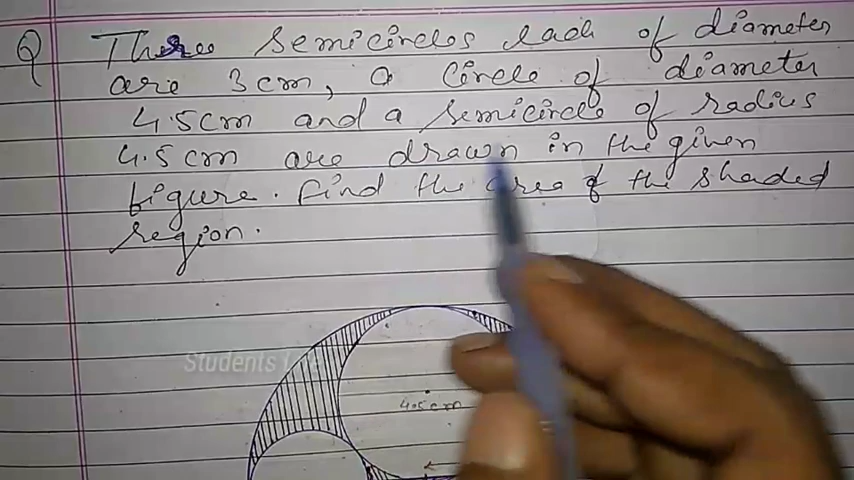 Q Three semicircles each of diameter
are 3cm, a circle of diameter
4.5cm and a semicircle of radius
4.5cm are drawn in the given
figure. Find the area of the shaded
region.
Students
4.5cm